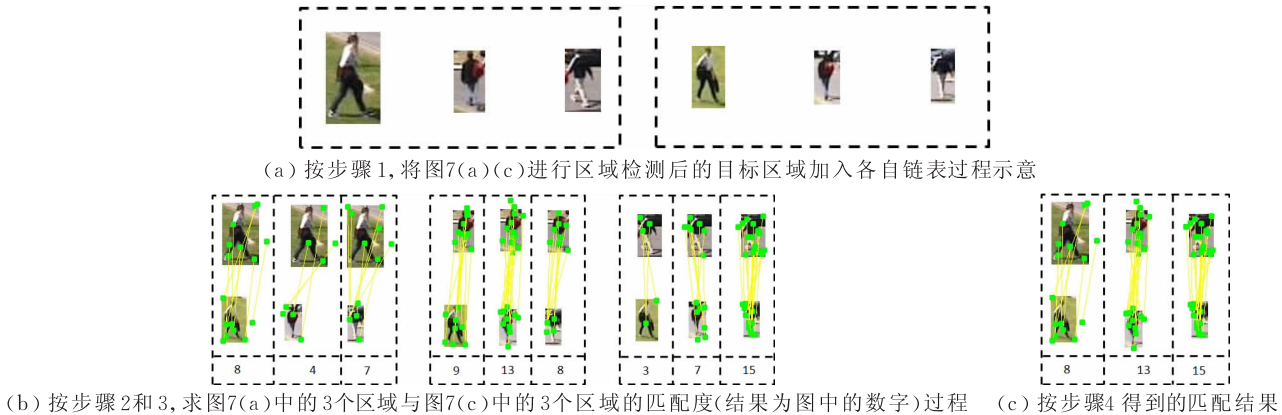 (a) 按步骤1,将图7(a)(c)进行区域检测后的目标区域加入各自链表过程示意
8 4 7 9 13 8 3 7 15 8 13 15
(b) 按步骤2和3,求图7(a)中的3个区域与图7(c)中的3个区域的匹配度(结果为图中的数字)过程 (c) 按步骤4得到的匹配结果